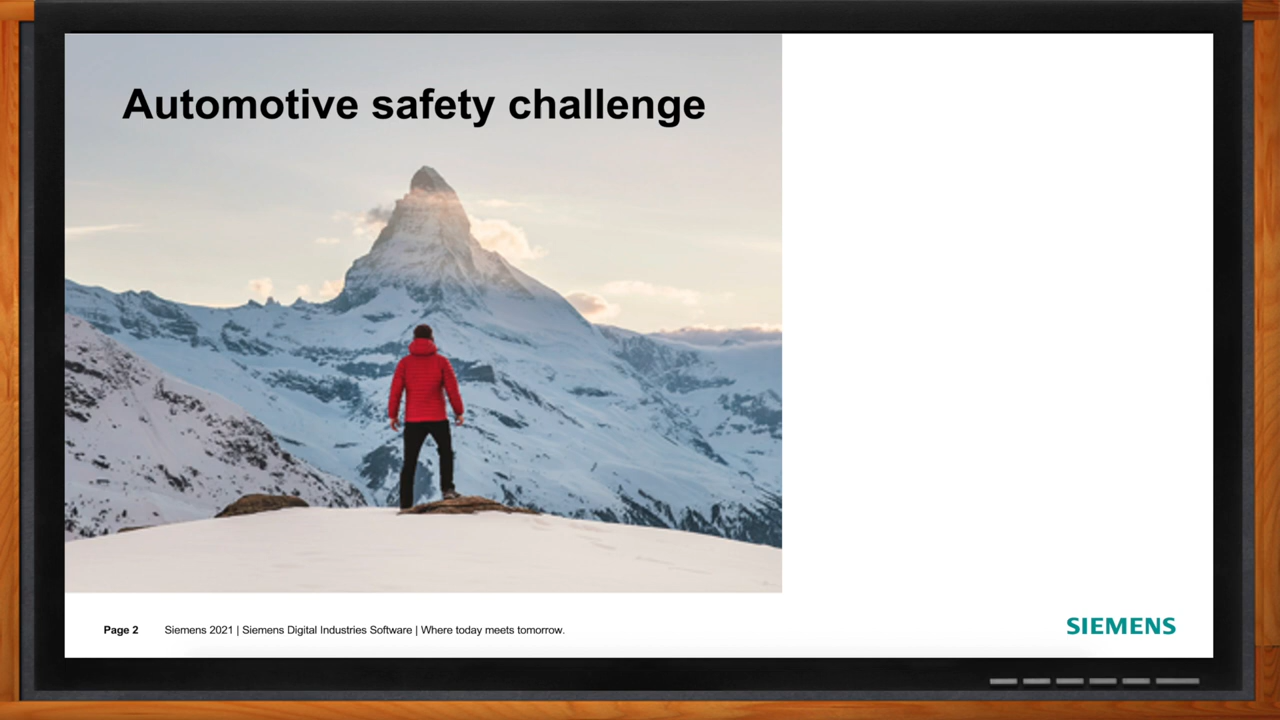 Automotive safety challenge
Page 2 Siemens 2021 | Siemens Digital Industries Software | Where today meets tomorrow.
SIEMENS